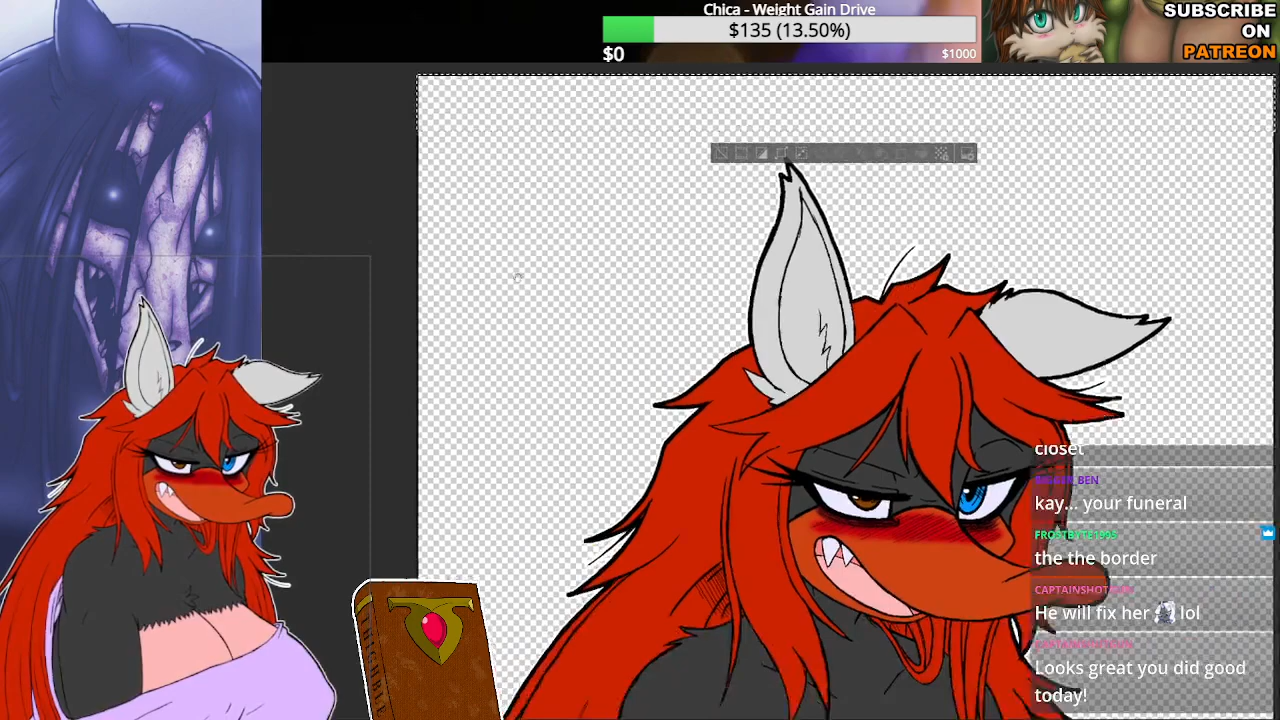 Chica - Weight Gain Drive
$135 (13.50%)
$0
$1000
SUBSCRIBE
ON
PATREON
closet
kay... your funeral
the the border
He will fix her lol
Looks great you did good
today!